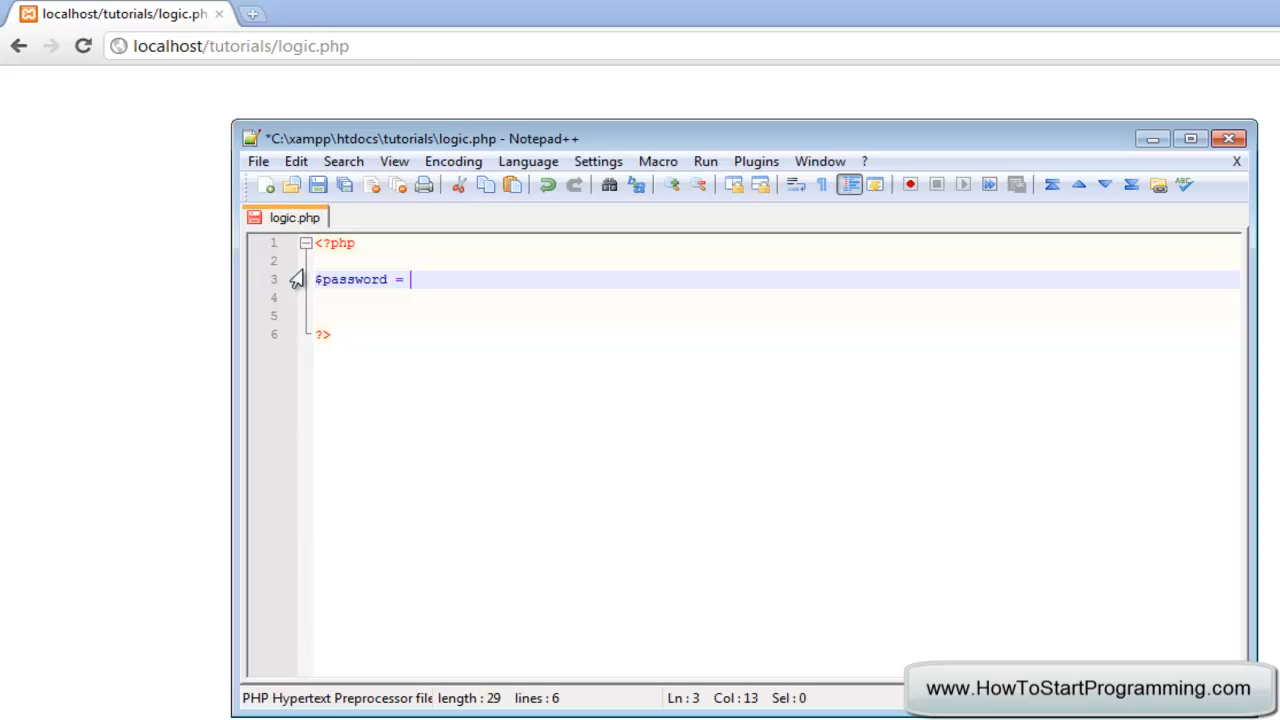 localhost/tutorials/logic.ph
localhost/tutorials/logic.php
*C:\xampp\htdocs\tutorials\logic.php - Notepad++
File Edit Search View Encoding Language Settings Macro Run Plugins Window ? X
logic.php
1 <?php
2
3 $password =
4
5
6 ?>
PHP Hypertext Preprocessor file length : 29 lines : 6 Ln : 3 Col : 13 Sel : 0
www.HowToStartProgramming.com